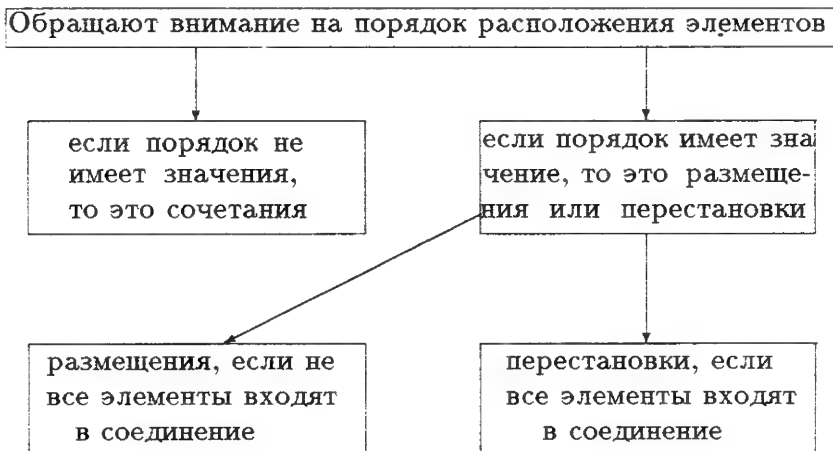 Обращают внимание на порядок расположения элементов
если порядок не
имеет значения,
то это сочетания
если порядок имеет зна
чение, то это размеще-
ния или перестановки
размещения, если не
все элементы входят
в соединение
перестановки, если
все элементы входят
в соединение